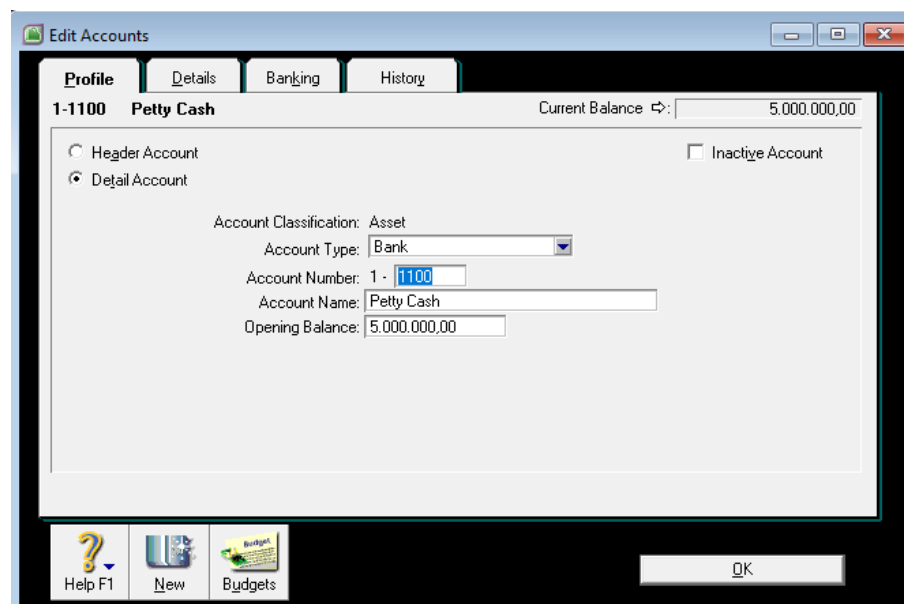 Edit Accounts
Profile Details Banking History
1-1100 Petty Cash Current Balance ⇨: 5.000.000,00
Header Account Inactive Account
Detail Account
Account Classification: Asset
Account Type: Bank
Account Number: 1 - 1100
Account Name: Petty Cash
Opening Balance: 5.000.000,00
Budget
Help F1 New Budgets OK